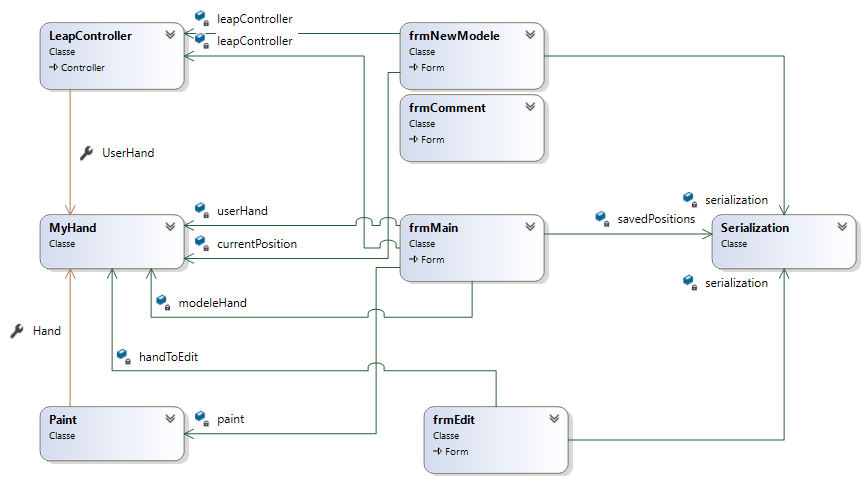 LeapController
Classe
Controller
leapController
leapController
frmNewModele
Classe
Form
frmComment
Classe
Form
UserHand
MyHand
Classe
userHand
currentPosition
frmMain
Classe
Form
savedPositions
serialization
Serialization
Classe
serialization
modeleHand
Hand
handToEdit
Paint
Classe
paint
frmEdit
Classe
Form